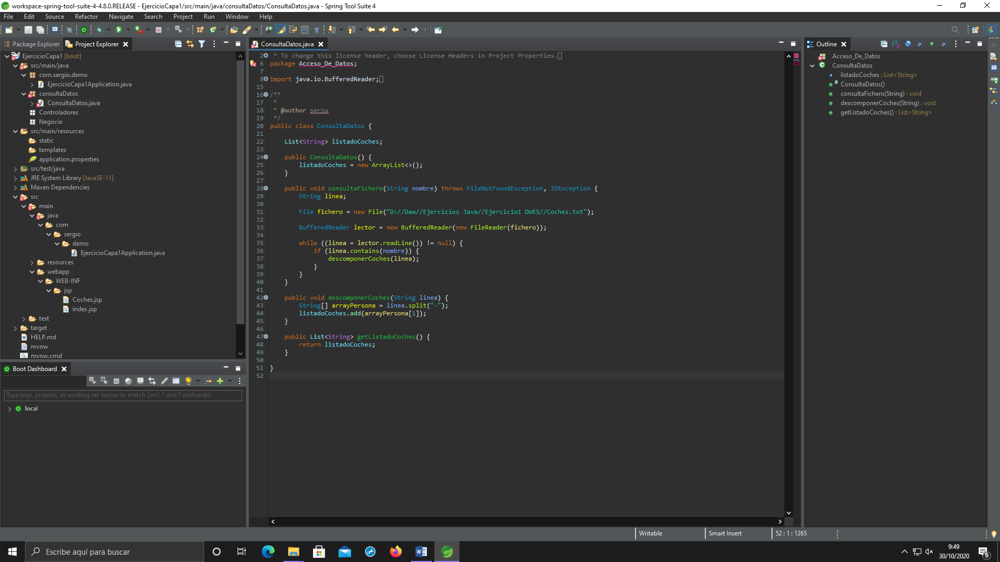 workspace-spring-tool-suite-4-4.8.0.RELEASE - EjercicioCapa1/src/main/java/consultaDatos/ConsultaDatos.java - Spring Tool Suite 4
File Edit Source Refactor Navigate Search Project Run Window Help
Package Explorer Project Explorer
EjercicioCapa1 [boot]
src/main/java
com.sergio.demo
EjercicioCapa1Application.java
consultaDatos
ConsultaDatos.java
Controladores
Negocio
src/main/resources
static
templates
application.properties
src/test/java
JRE System Library [JavaSE-11]
Maven Dependencies
src
main
java
com
sergio
demo
EjercicioCapa1Application.java
resources
webapp
WEB-INF
jsp
Coches.jsp
index.jsp
test
target
HELP.md
mvnw
mvnw.cmd
Boot Dashboard
Type tags, projects, or working set names to match (incl. * and ? wildcards)
local
ConsultaDatos.java
2 * To change this license header, choose License Headers in Project Properties.
6 package Acceso_De_Datos;
7
8 import java.io.BufferedReader;
15
16 /**
17 *
18 * @author serzu
19 */
20 public class ConsultaDatos {
21
22 List<String> listadoCoches;
23
24 public ConsultaDatos() {
25 listadoCoches = new ArrayList<>();
26 }
27
28 public void consultaFichero(String nombre) throws FileNotFoundException, IOException {
29 String linea;
30
31 File fichero = new File("D://Daw//Ejercicios Java//Ejercicio1 DWES//Coches.txt");
32
33 BufferedReader lector = new BufferedReader(new FileReader(fichero));
34
35 while ((linea = lector.readLine()) != null) {
36 if (linea.contains(nombre)) {
37 descomponerCoches(linea);
38 }
39 }
40 }
41
42 public void descomponerCoches(String linea) {
43 String[] arrayPersona = linea.split("-");
44 listadoCoches.add(arrayPersona[1]);
45 }
46
47 public List<String> getListadoCoches() {
48 return listadoCoches;
49 }
50
51 }
52
Outline
Acceso_De_Datos
ConsultaDatos
listadoCoches : List<String>
ConsultaDatos()
consultaFichero(String) : void
descomponerCoches(String) : void
getListadoCoches() : List<String>
Writable Smart Insert 52 : 1 : 1265
Escribe aquí para buscar
9:49
30/10/2020
6